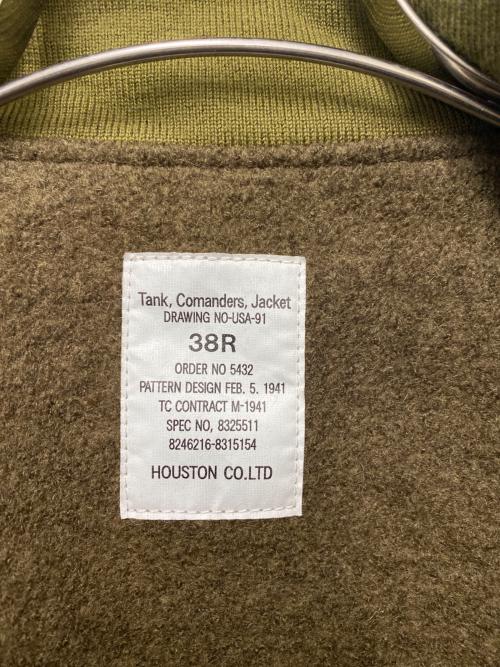 Tank, Comanders, Jacket
DRAWING NO-USA-91
38R
ORDER NO 5432
PATTERN DESIGN FEB. 5. 1941
TC CONTRACT M-1941
SPEC NO, 8325511
8246216-8315154
HOUSTON CO.LTD